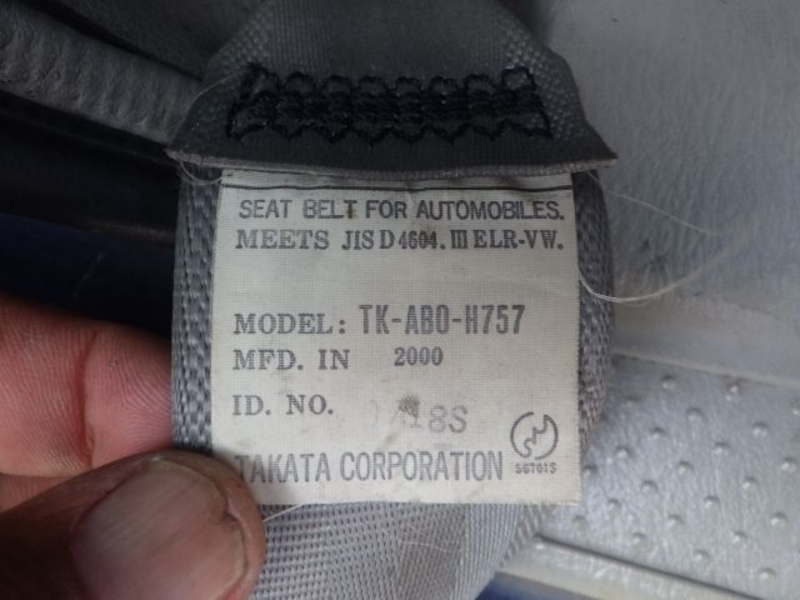 SEAT BELT FOR AUTOMOBILES.
MEETS JIS D 4604. III ELR-VW.
MODEL: TK-AB0-H757
MFD. IN 2000
ID. NO.
TAKATA CORPORATION